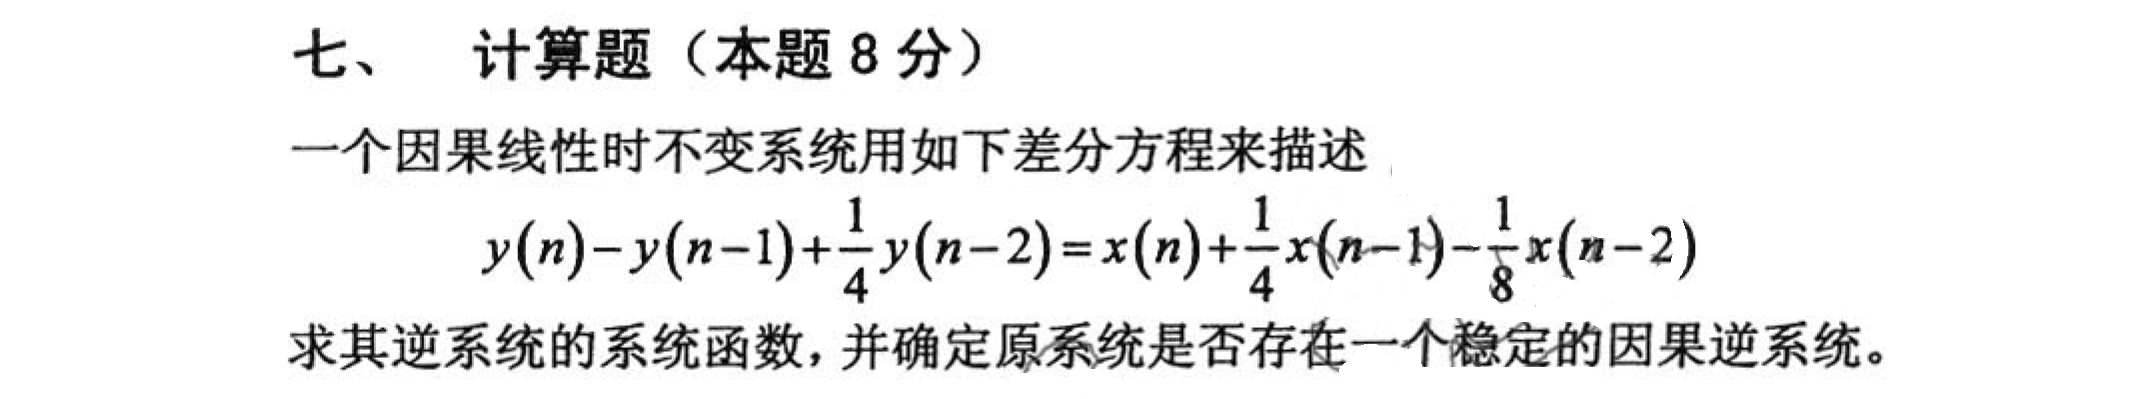 七、 计算题（本题 8 分）
一个因果线性时不变系统用如下差分方程来描述
y(n)−y(n−1)+\frac{1}{4}y(n−2)=x(n)+\frac{1}{4}x(n−1)−\frac{1}{8}x(n−2)
求其逆系统的系统函数，并确定原系统是否存在一个稳定的因果逆系统。